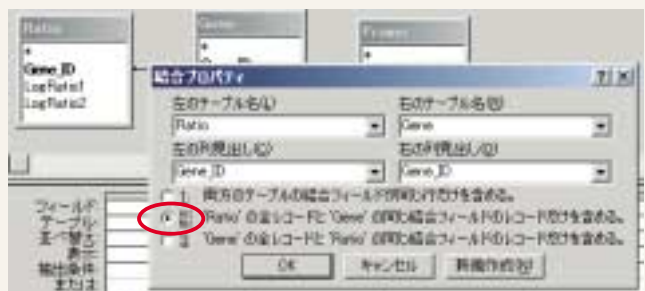 Ratio
Gene
*
Gene_ID
LogRatio1
LogRatio2
*
*
結合プロパティ
左のテーブル名(L)
右のテーブル名(R)
Ratio
Gene
左の列見出し(C)
右の列見出し(O)
Gene_ID
Gene_ID
1: 両方のテーブルの結合フィールドが同じ行だけを含める。
2: 'Ratio' の全レコードと 'Gene' の同じ結合フィールドのレコードだけを含める。
3: 'Gene' の全レコードと 'Ratio' の同じ結合フィールドのレコードだけを含める。
OK
キャンセル
新規作成(N)
フィールド
テーブル
並べ替え
表示
抽出条件
または